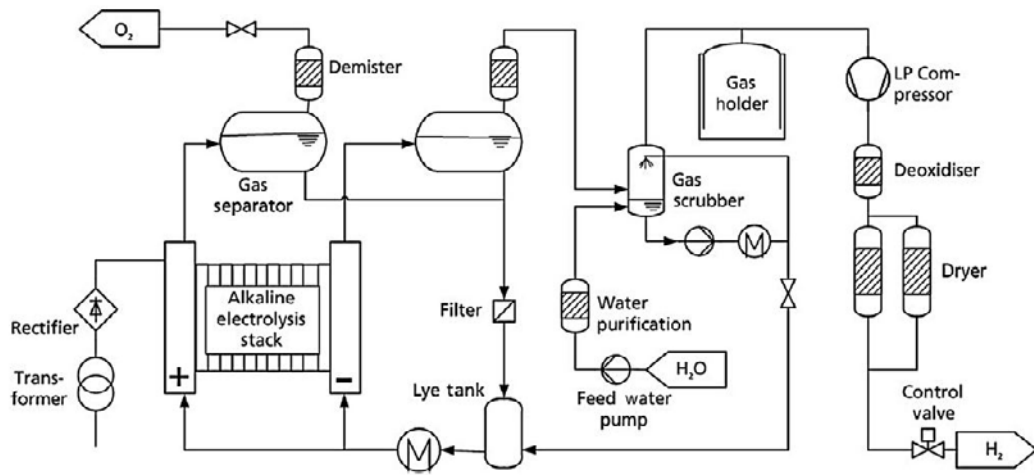 O₂
Demister
Gas
separator
Gas
holder
LP Com-
pressor
Deoxidiser
Gas
scrubber
Dryer
M
Water
purification
Rectifier
Alkaline
electrolysis
stack
Filter
Trans-
former
+
-
Lye tank
H₂O
Feed water
pump
Control
valve
M
H₂